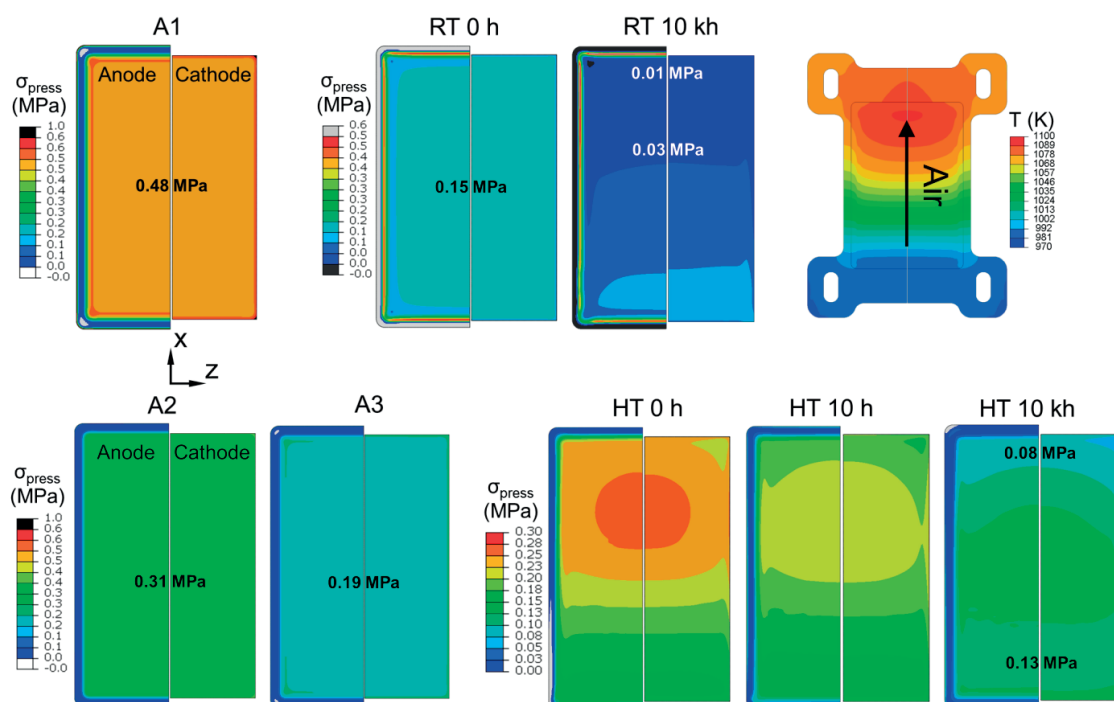 A1
Anode
Cathode
σpress
(MPa)
1.0
0.6
0.6
0.5
0.5
0.4
0.4
0.3
0.3
0.2
0.2
0.1
0.1
0.0
-0.0
0.48 MPa
RT 0 h
RT 10 kh
σpress
(MPa)
0.6
0.5
0.5
0.4
0.4
0.3
0.3
0.2
0.2
0.1
0.1
0.0
-0.0
0.15 MPa
0.01 MPa
0.03 MPa
Air
T (K)
1100
1089
1078
1068
1057
1046
1035
1024
1013
1002
992
981
970
x
z
A2
Anode
Cathode
σpress
(MPa)
1.0
0.6
0.6
0.5
0.5
0.4
0.4
0.3
0.3
0.2
0.2
0.1
0.1
0.0
-0.0
0.31 MPa
A3
0.19 MPa
HT 0 h
HT 10 h
HT 10 kh
σpress
(MPa)
0.30
0.28
0.25
0.23
0.20
0.17
0.15
0.13
0.10
0.08
0.05
0.03
0.00
0.08 MPa
0.13 MPa